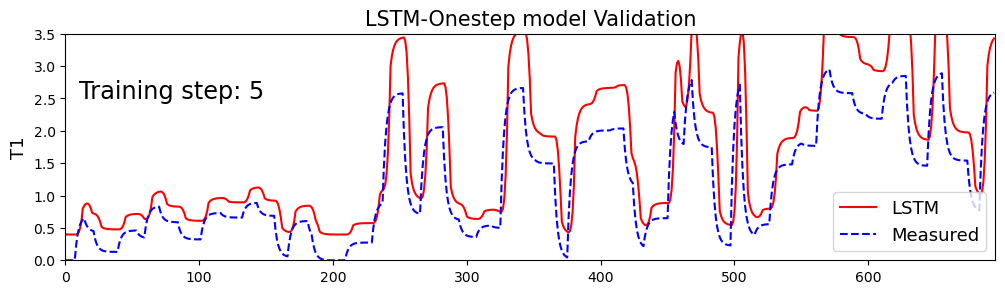 LSTM-Onestep model Validation
3.5
3.0
2.5
2.0
1.5
1.0
0.5
0.0
T1
Training step: 5
LSTM
Measured
0 100 200 300 400 500 600